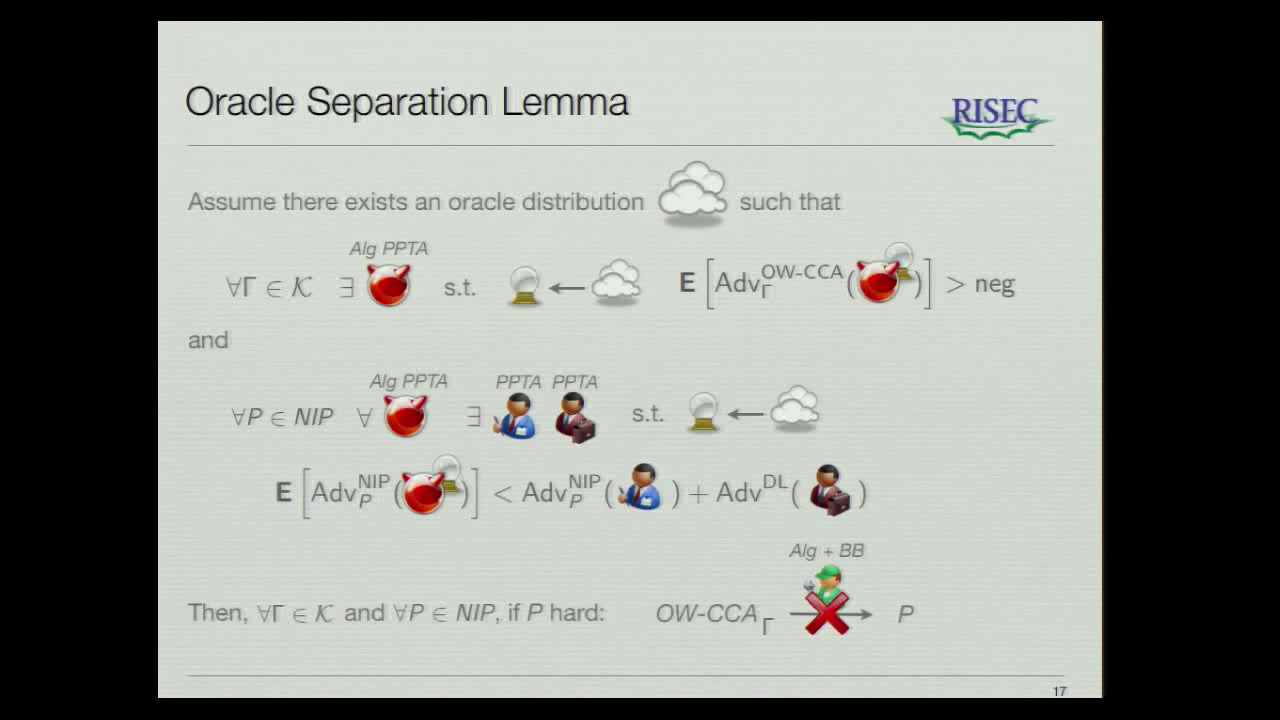 Oracle Separation Lemma
RISEC
Assume there exists an oracle distribution such that
Alg PPTA
∀Γ ∈ 𝒦 ∃ s.t. ← E [Adv_Γ^OW-CCA( )] > neg
and
Alg PPTA PPTA PPTA
∀P ∈ NIP ∀ ∃ s.t. ←
E [Adv_P^NIP( )] < Adv_P^NIP( ) + Adv^DL( )
Alg + BB
Then, ∀Γ ∈ 𝒦 and ∀P ∈ NIP, if P hard: OW-CCA_Γ → P
17